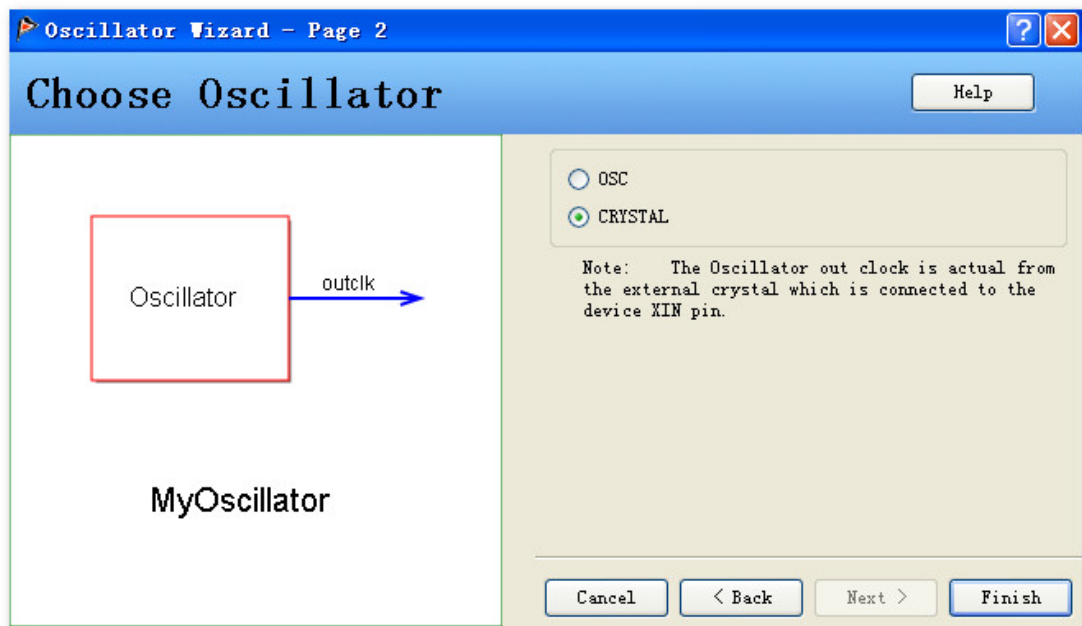 Oscillator Wizard - Page 2
Choose Oscillator
Help
Oscillator
outclk
MyOscillator
OSC
CRYSTAL
Note: The Oscillator out clock is actual from
the external crystal which is connected to the
device XIN pin.
Cancel
< Back
Next >
Finish